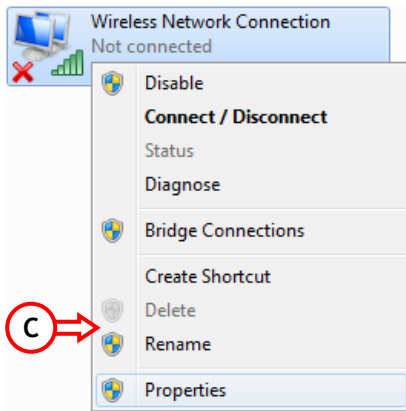 Wireless Network Connection
Not connected
Disable
Connect / Disconnect
Status
Diagnose
Bridge Connections
Create Shortcut
Delete
C
Rename
Properties